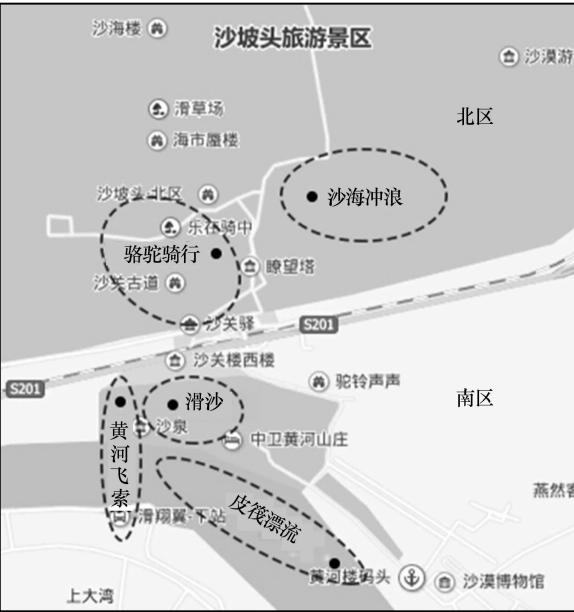 沙海楼
沙坡头旅游景区
沙漠游
滑草场
北区
海市蜃楼
沙坡头·北区
沙海冲浪
乐在骑中
骆驼骑行
瞭望塔
沙关古道
沙关驿
S201
沙关楼西楼
S201
驼铃声声
滑沙
南区
沙泉
黄河飞索
中卫黄河山庄
皮筏漂流
燕然
滑翔翼-下站
黄河楼码头
沙漠博物馆
上大湾